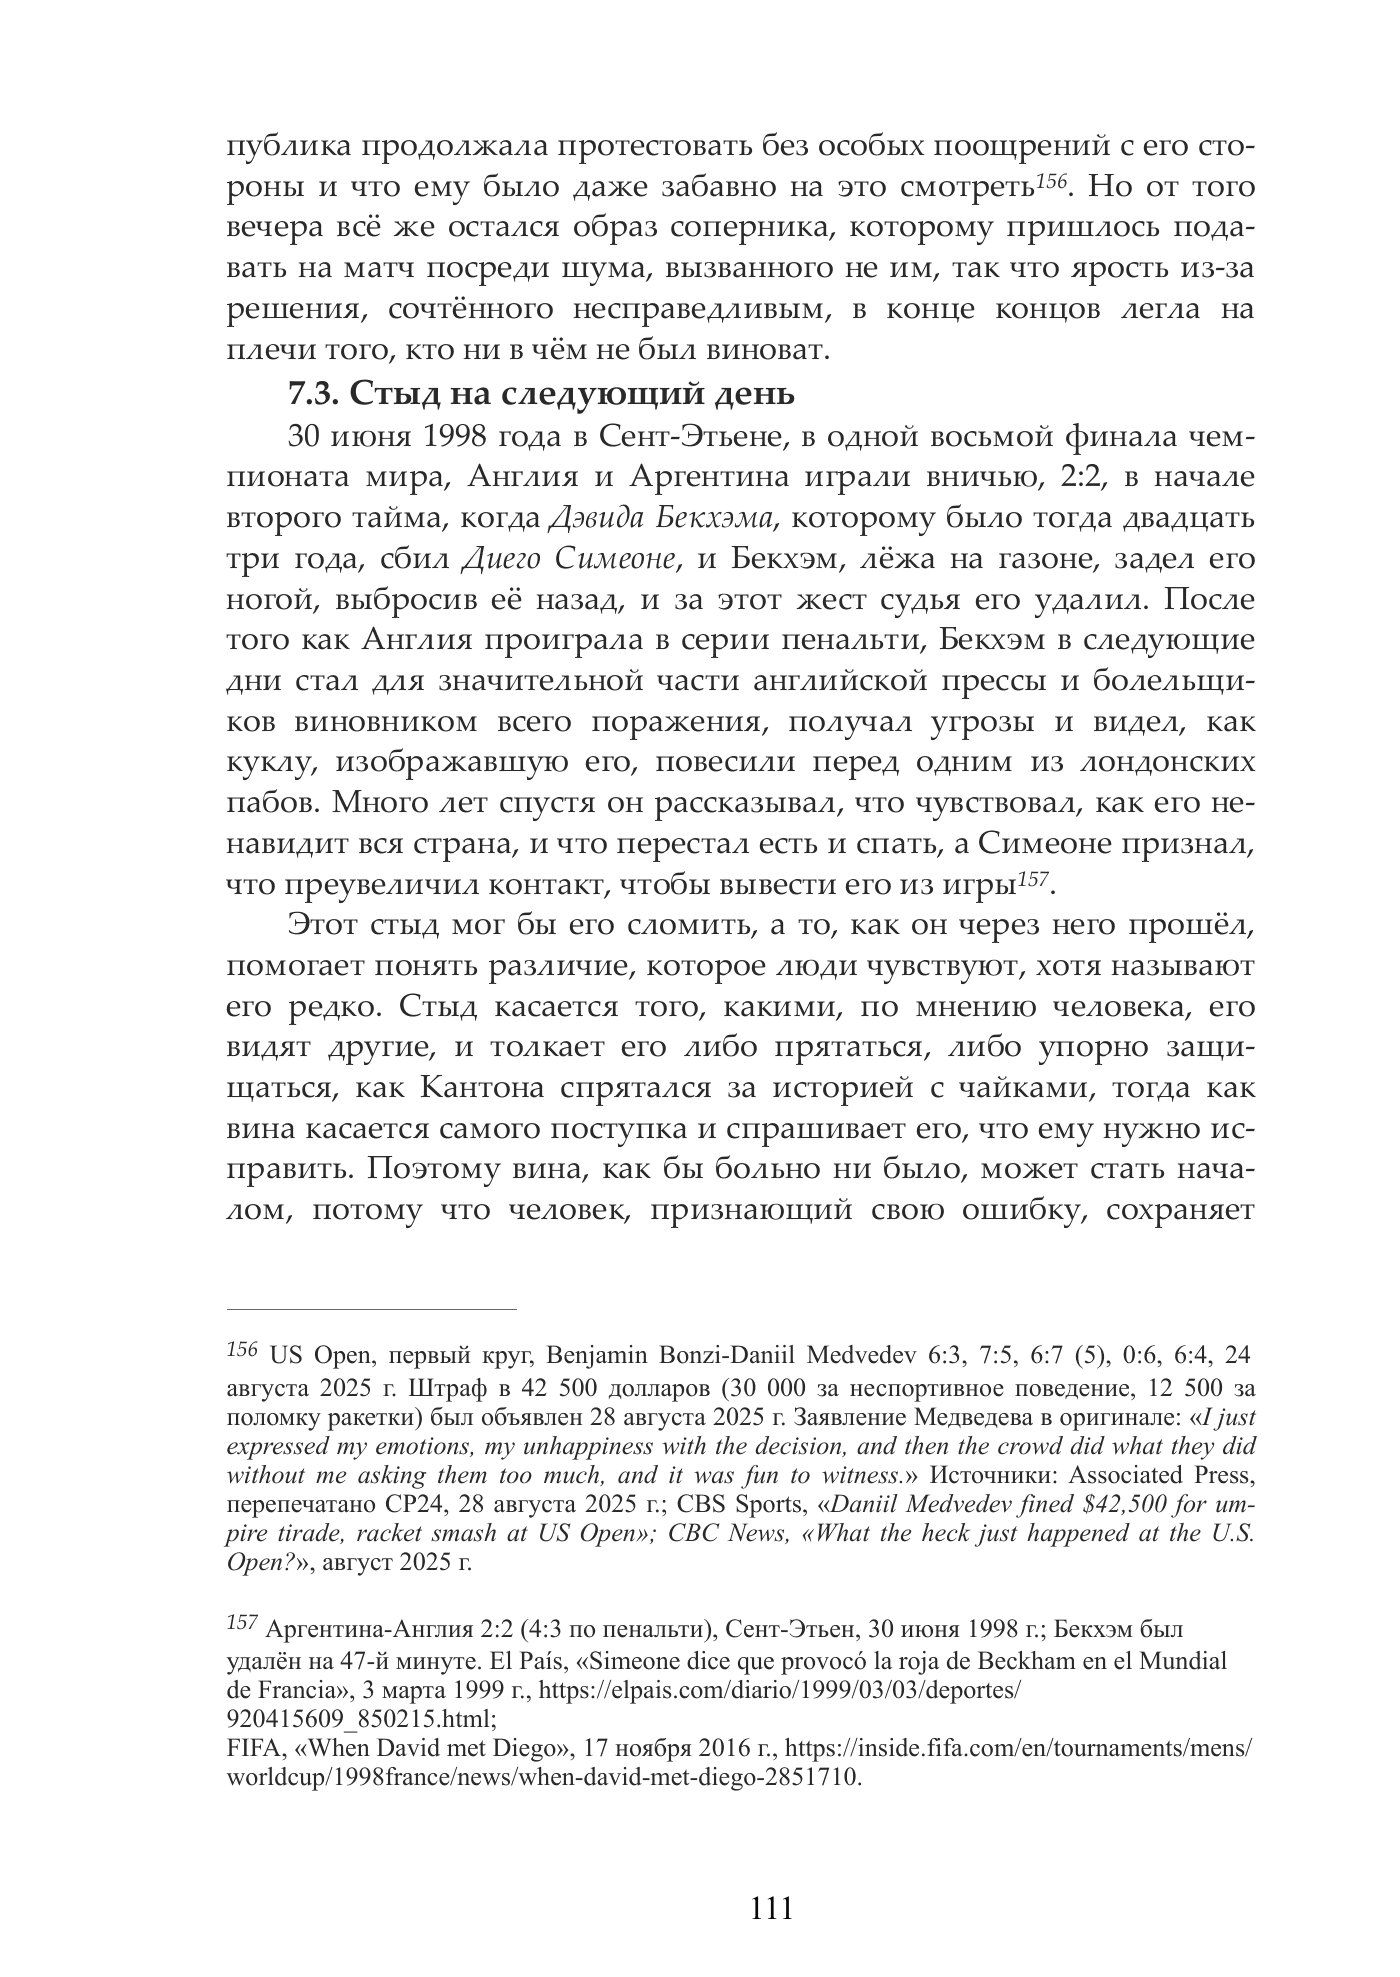 публика продолжала протестовать без особых поощрений с его сто-
роны и что ему было даже забавно на это смотреть156. Но от того
вечера всё же остался образ соперника, которому пришлось пода-
вать на матч посреди шума, вызванного не им, так что ярость из-за
решения, сочтённого несправедливым, в конце концов легла на
плечи того, кто ни в чём не был виноват.
7.3. Стыд на следующий день
30 июня 1998 года в Сент-Этьене, в одной восьмой финала чем-
пионата мира, Англия и Аргентина играли вничью, 2:2, в начале
второго тайма, когда Дэвида Бекхэма, которому было тогда двадцать
три года, сбил Диего Симеоне, и Бекхэм, лёжа на газоне, задел его
ногой, выбросив её назад, и за этот жест судья его удалил. После
того как Англия проиграла в серии пенальти, Бекхэм в следующие
дни стал для значительной части английской прессы и болельщи-
ков виновником всего поражения, получал угрозы и видел, как
куклу, изображавшую его, повесили перед одним из лондонских
пабов. Много лет спустя он рассказывал, что чувствовал, как его не-
навидит вся страна, и что перестал есть и спать, а Симеоне признал,
что преувеличил контакт, чтобы вывести его из игры157.
Этот стыд мог бы его сломить, а то, как он через него прошёл,
помогает понять различие, которое люди чувствуют, хотя называют
его редко. Стыд касается того, какими, по мнению человека, его
видят другие, и толкает его либо прятаться, либо упорно защи-
щаться, как Кантона спрятался за историей с чайками, тогда как
вина касается самого поступка и спрашивает его, что ему нужно ис-
править. Поэтому вина, как бы больно ни было, может стать нача-
лом, потому что человек, признающий свою ошибку, сохраняет
156 US Open, первый круг, Benjamin Bonzi-Daniil Medvedev 6:3, 7:5, 6:7 (5), 0:6, 6:4, 24
августа 2025 г. Штраф в 42 500 долларов (30 000 за неспортивное поведение, 12 500 за
поломку ракетки) был объявлен 28 августа 2025 г. Заявление Медведева в оригинале: «I just
expressed my emotions, my unhappiness with the decision, and then the crowd did what they did
without me asking them too much, and it was fun to witness.» Источники: Associated Press,
перепечатано CP24, 28 августа 2025 г.; CBS Sports, «Daniil Medvedev fined $42,500 for um-
pire tirade, racket smash at US Open»; CBC News, «What the heck just happened at the U.S.
Open?», август 2025 г.
157 Аргентина-Англия 2:2 (4:3 по пенальти), Сент-Этьен, 30 июня 1998 г.; Бекхэм был
удалён на 47-й минуте. El País, «Simeone dice que provocó la roja de Beckham en el Mundial
de Francia», 3 марта 1999 г., https://elpais.com/diario/1999/03/03/deportes/
920415609_850215.html;
FIFA, «When David met Diego», 17 ноября 2016 г., https://inside.fifa.com/en/tournaments/mens/
worldcup/1998france/news/when-david-met-diego-2851710.
111